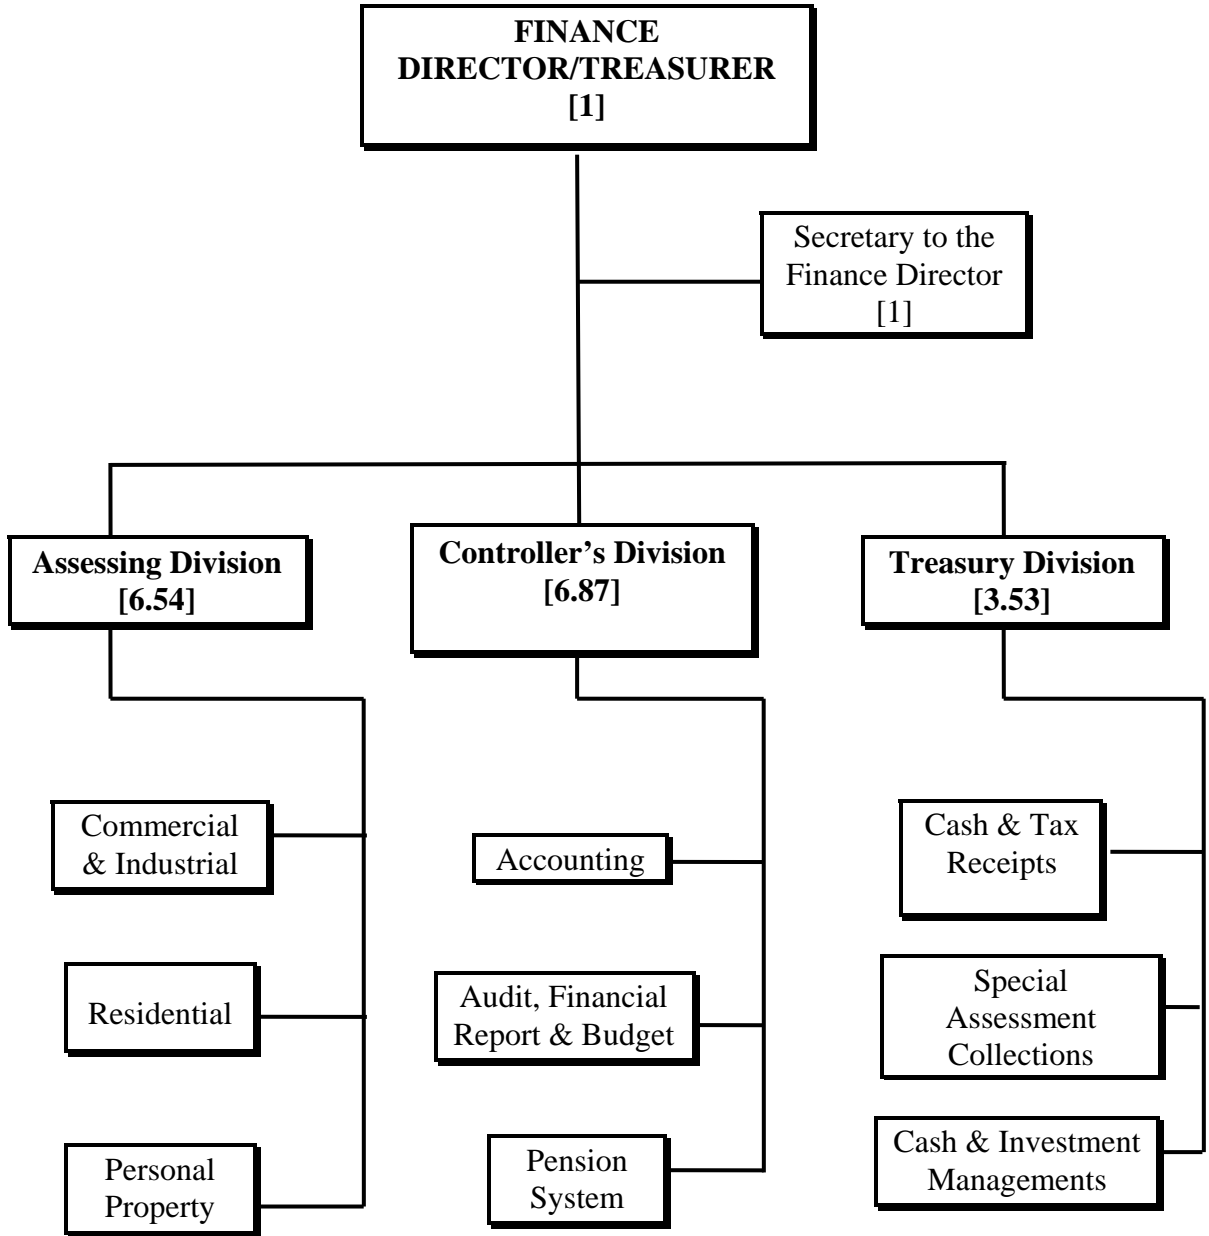 FINANCE
DIRECTOR/TREASURER
[1]
Secretary to the
Finance Director
[1]
Assessing Division
[6.54]
Controller’s Division
[6.87]
Treasury Division
[3.53]
Commercial
& Industrial
Residential
Personal
Property
Accounting
Audit, Financial
Report & Budget
Pension
System
Cash & Tax
Receipts
Special
Assessment
Collections
Cash & Investment
Managements